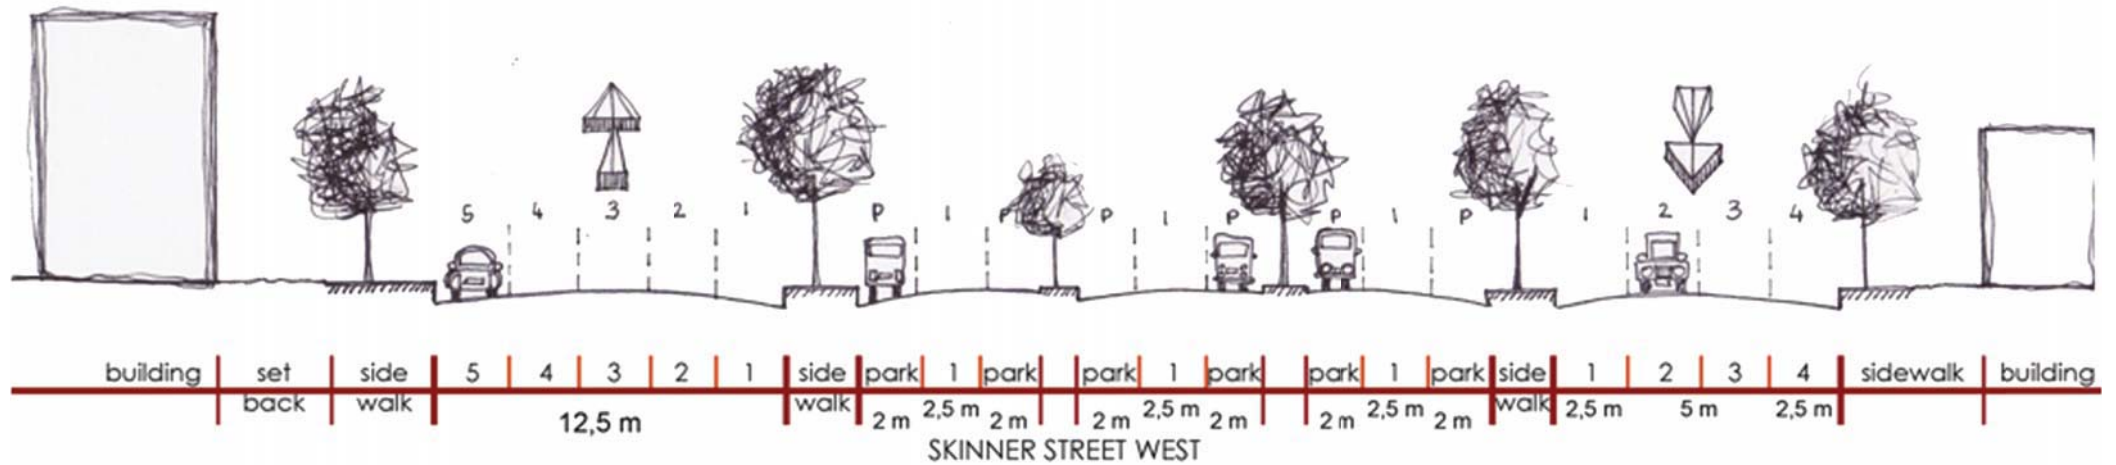 5 4 3 2 1 P 1 P P 1 P P 1 P 1 2 3 4
building set side 5 4 3 2 1 side park 1 park park 1 park park 1 park side 1 2 3 4 sidewalk building
back walk walk walk
12,5 m 2 m 2,5 m 2 m 2 m 2,5 m 2 m 2 m 2,5 m 2 m 2,5 m 5 m 2,5 m
SKINNER STREET WEST